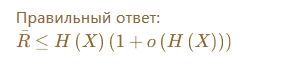 Правильный ответ:
R̄ ≤ H (X) (1 + o (H (X)))